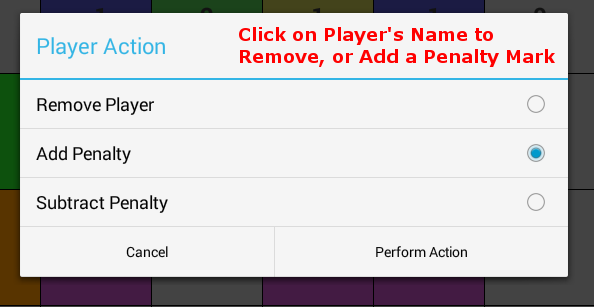 Player Action
Click on Player's Name to
Remove, or Add a Penalty Mark
Remove Player
Add Penalty
Subtract Penalty
Cancel
Perform Action